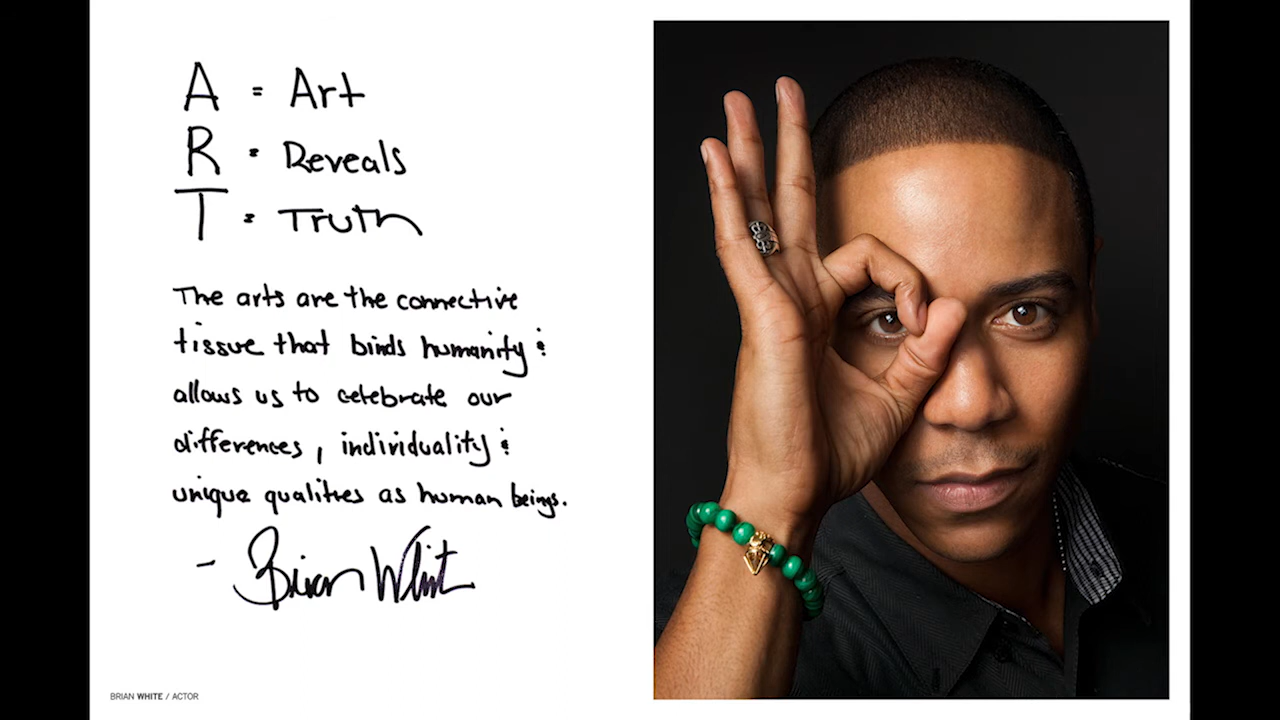 A = Art
R = Reveals
T = Truth
The arts are the connective
tissue that binds humanity &
allows us to celebrate our
differences, individuality &
unique qualities as human beings.
- Brian White
BRIAN WHITE / ACTOR